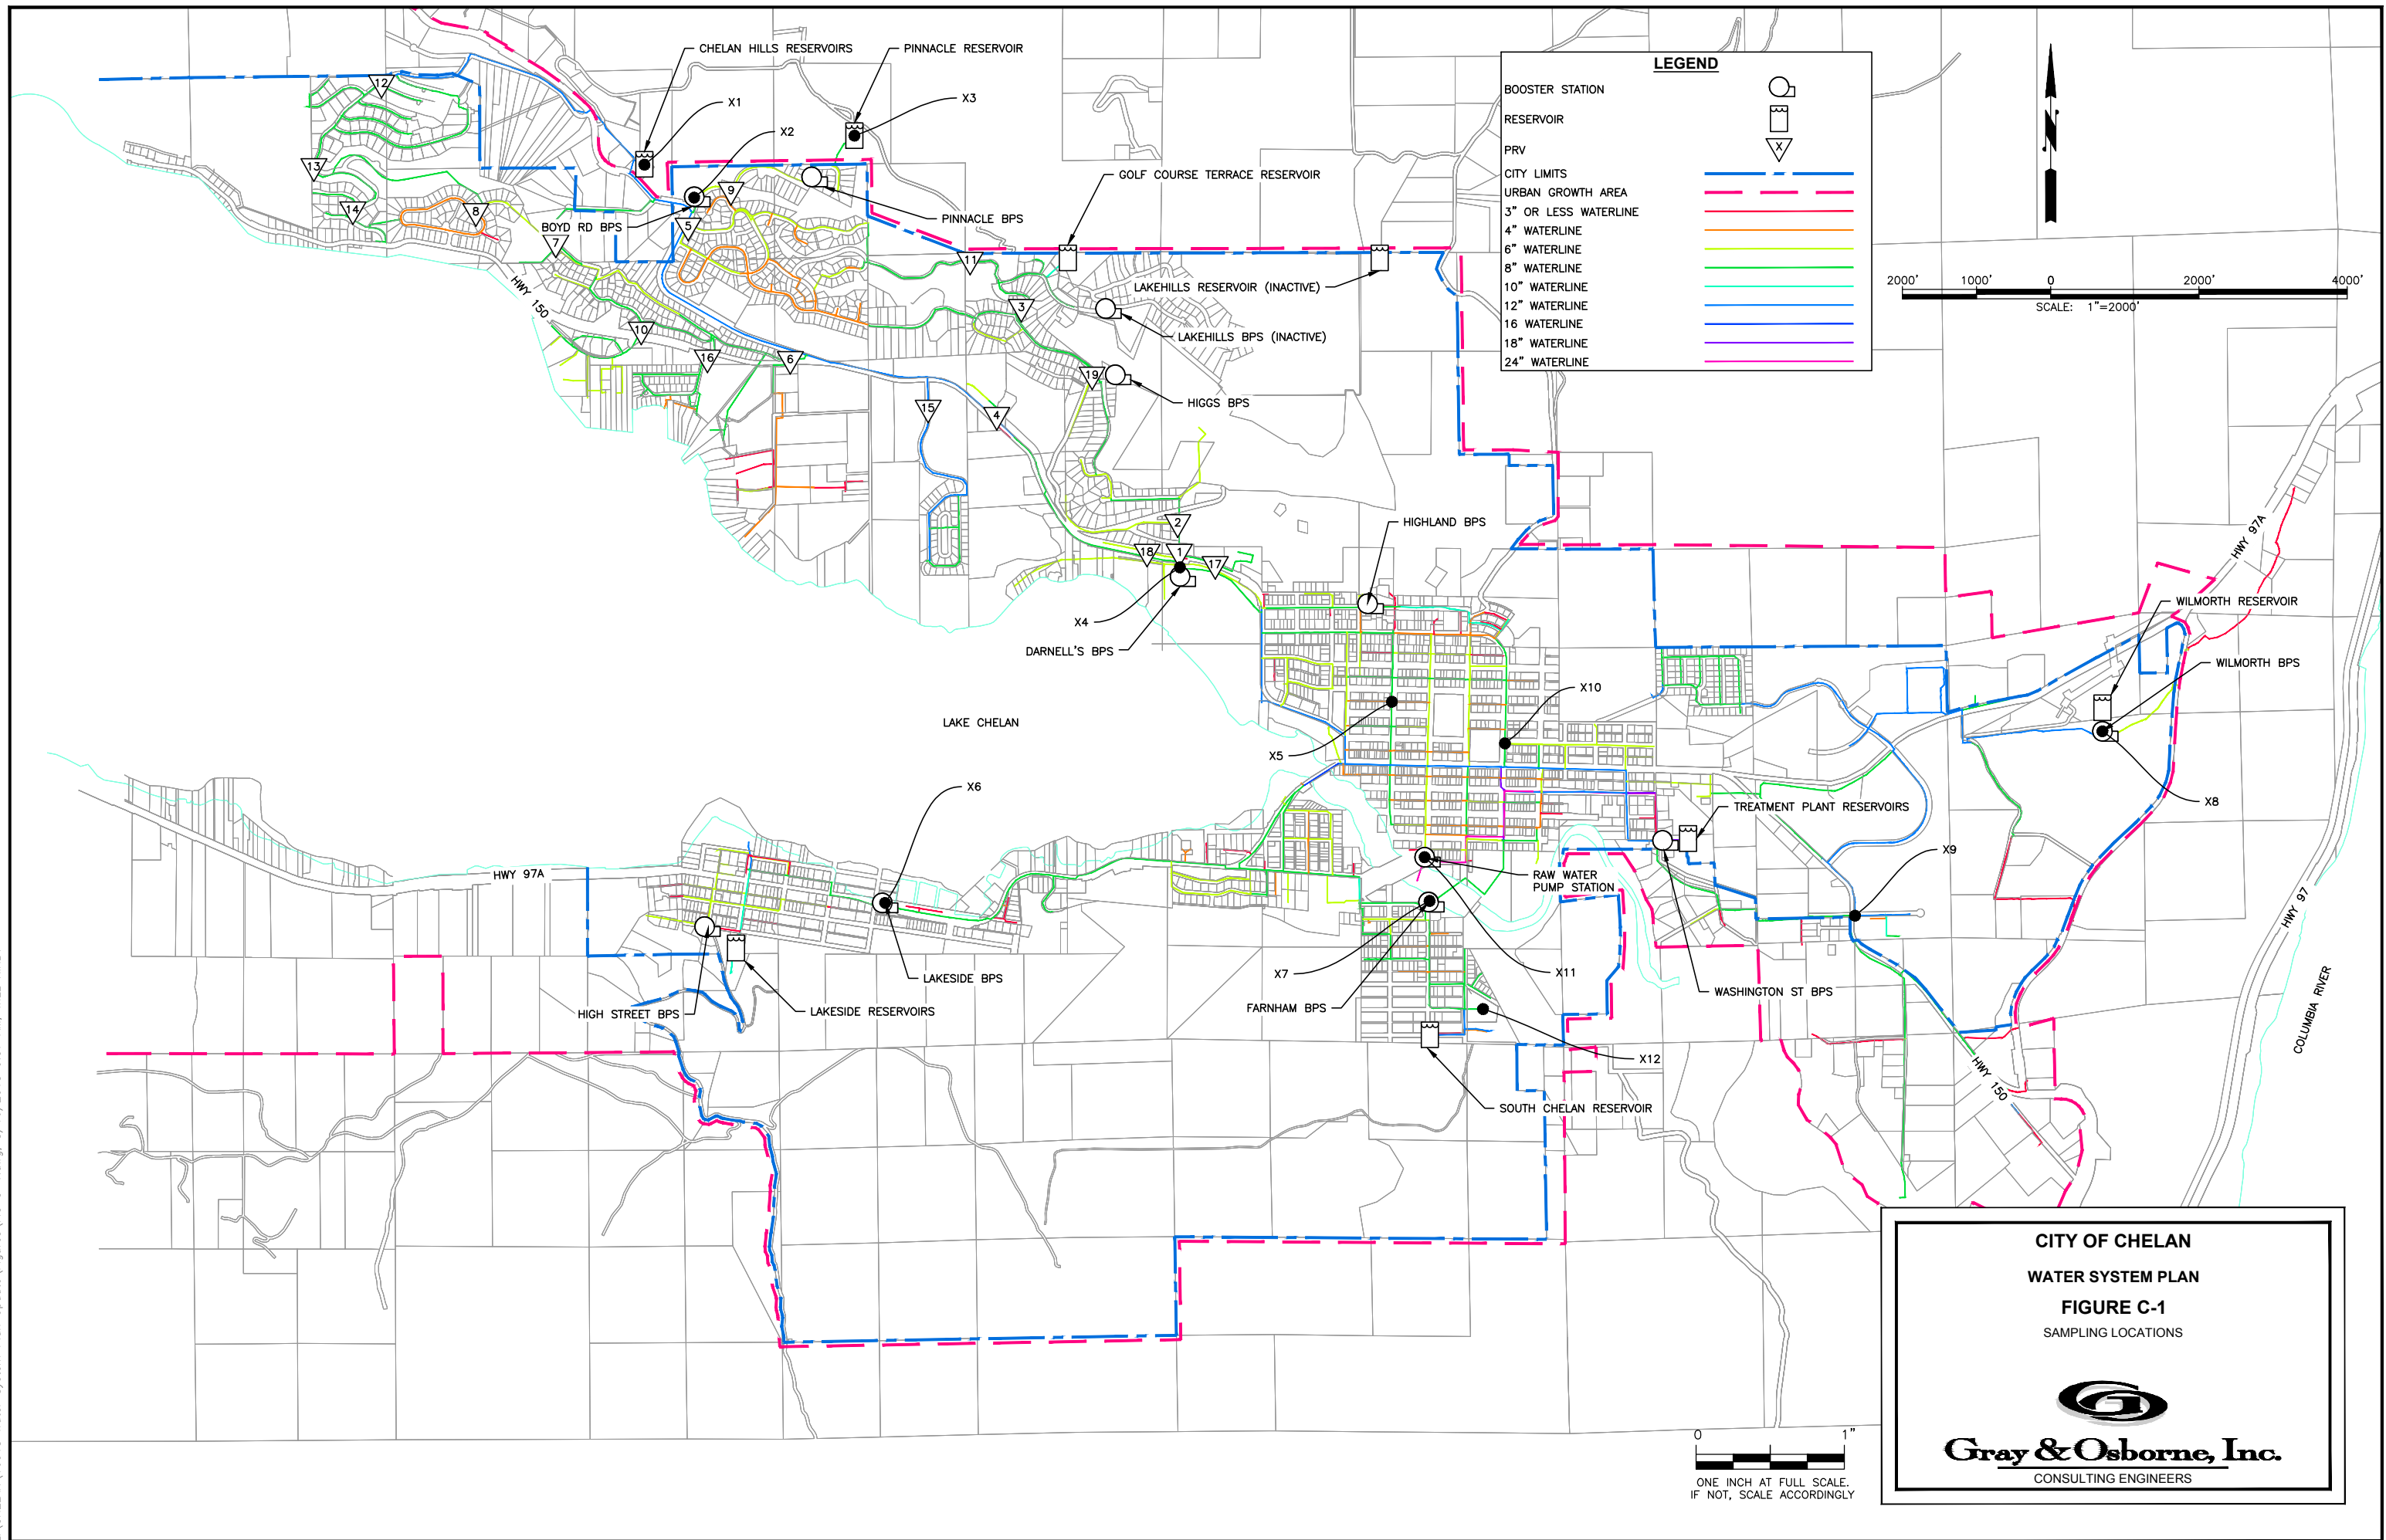 CHELAN HILLS RESERVOIRS
PINNACLE RESERVOIR
X1
X3
X2
12
13
14
8
7
BOYD RD BPS
5
9
PINNACLE BPS
GOLF COURSE TERRACE RESERVOIR
11
LAKEHILLS RESERVOIR (INACTIVE)
3
LAKEHILLS BPS (INACTIVE)
HWY 150
10
16
6
19
HIGGS BPS
15
4
2
18
1
17
X4
DARNELL'S BPS
HIGHLAND BPS
LEGEND
BOOSTER STATION
RESERVOIR
PRV
X
CITY LIMITS
URBAN GROWTH AREA
3" OR LESS WATERLINE
4" WATERLINE
6" WATERLINE
8" WATERLINE
10" WATERLINE
12" WATERLINE
16 WATERLINE
18" WATERLINE
24" WATERLINE
N
2000' 1000' 0 2000' 4000'
SCALE: 1"=2000'
HWY 97A
WILMORTH RESERVOIR
WILMORTH BPS
X10
LAKE CHELAN
X5
X6
TREATMENT PLANT RESERVOIRS
X8
X9
HWY 97A
RAW WATER
PUMP STATION
HWY 97
X7
X11
LAKESIDE BPS
WASHINGTON ST BPS
HIGH STREET BPS
LAKESIDE RESERVOIRS
FARNHAM BPS
COLUMBIA RIVER
X12
HWY 150
SOUTH CHELAN RESERVOIR
CITY OF CHELAN
WATER SYSTEM PLAN
FIGURE C-1
SAMPLING LOCATIONS
G
Gray & Osborne, Inc.
CONSULTING ENGINEERS
0 1"
ONE INCH AT FULL SCALE.
IF NOT, SCALE ACCORDINGLY